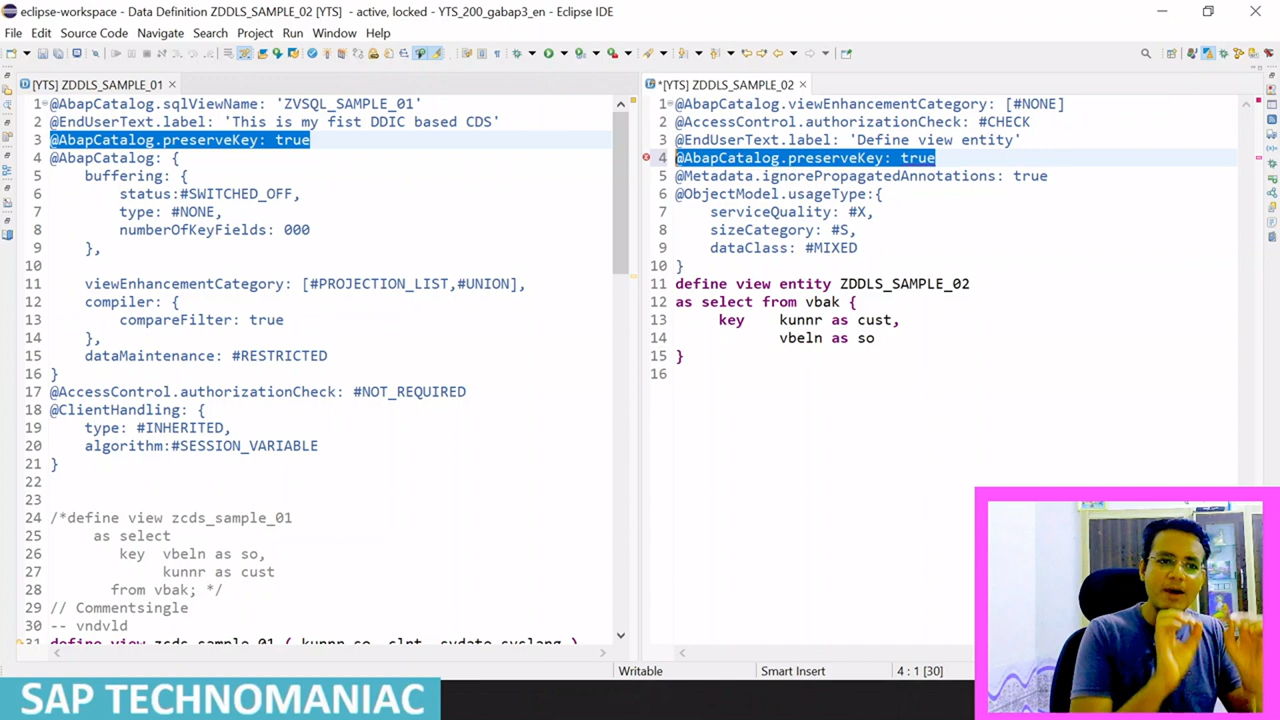 eclipse-workspace - Data Definition ZDDLS_SAMPLE_02 [YTS] - active, locked - YTS_200_gabap3_en - Eclipse IDE
File Edit Source Code Navigate Search Project Run Window Help
[YTS] ZDDLS_SAMPLE_01
1 @AbapCatalog.sqlViewName: 'ZVSQL_SAMPLE_01'
2 @EndUserText.label: 'This is my fist DDIC based CDS'
3 @AbapCatalog.preserveKey: true
4 @AbapCatalog: {
5 buffering: {
6 status:#SWITCHED_OFF,
7 type: #NONE,
8 numberOfKeyFields: 000
9 },
10
11 viewEnhancementCategory: [#PROJECTION_LIST,#UNION],
12 compiler: {
13 compareFilter: true
14 },
15 dataMaintenance: #RESTRICTED
16 }
17 @AccessControl.authorizationCheck: #NOT_REQUIRED
18 @ClientHandling: {
19 type: #INHERITED,
20 algorithm:#SESSION_VARIABLE
21 }
22
23
24 /*define view zcds_sample_01
25 as select
26 key vbeln as so,
27 kunnr as cust
28 from vbak; */
29 // Commentsingle
30 -- vndvld
31 define view zcds_sample_01 ( kunnr,so, clnt, sydate,syslang )
*[YTS] ZDDLS_SAMPLE_02
1 @AbapCatalog.viewEnhancementCategory: [#NONE]
2 @AccessControl.authorizationCheck: #CHECK
3 @EndUserText.label: 'Define view entity'
4 @AbapCatalog.preserveKey: true
5 @Metadata.ignorePropagatedAnnotations: true
6 @ObjectModel.usageType:{
7 serviceQuality: #X,
8 sizeCategory: #S,
9 dataClass: #MIXED
10 }
11 define view entity ZDDLS_SAMPLE_02
12 as select from vbak {
13 key kunnr as cust,
14 vbeln as so
15 }
16
Writable Smart Insert 4 : 1 [30]
SAP TECHNOMANIAC